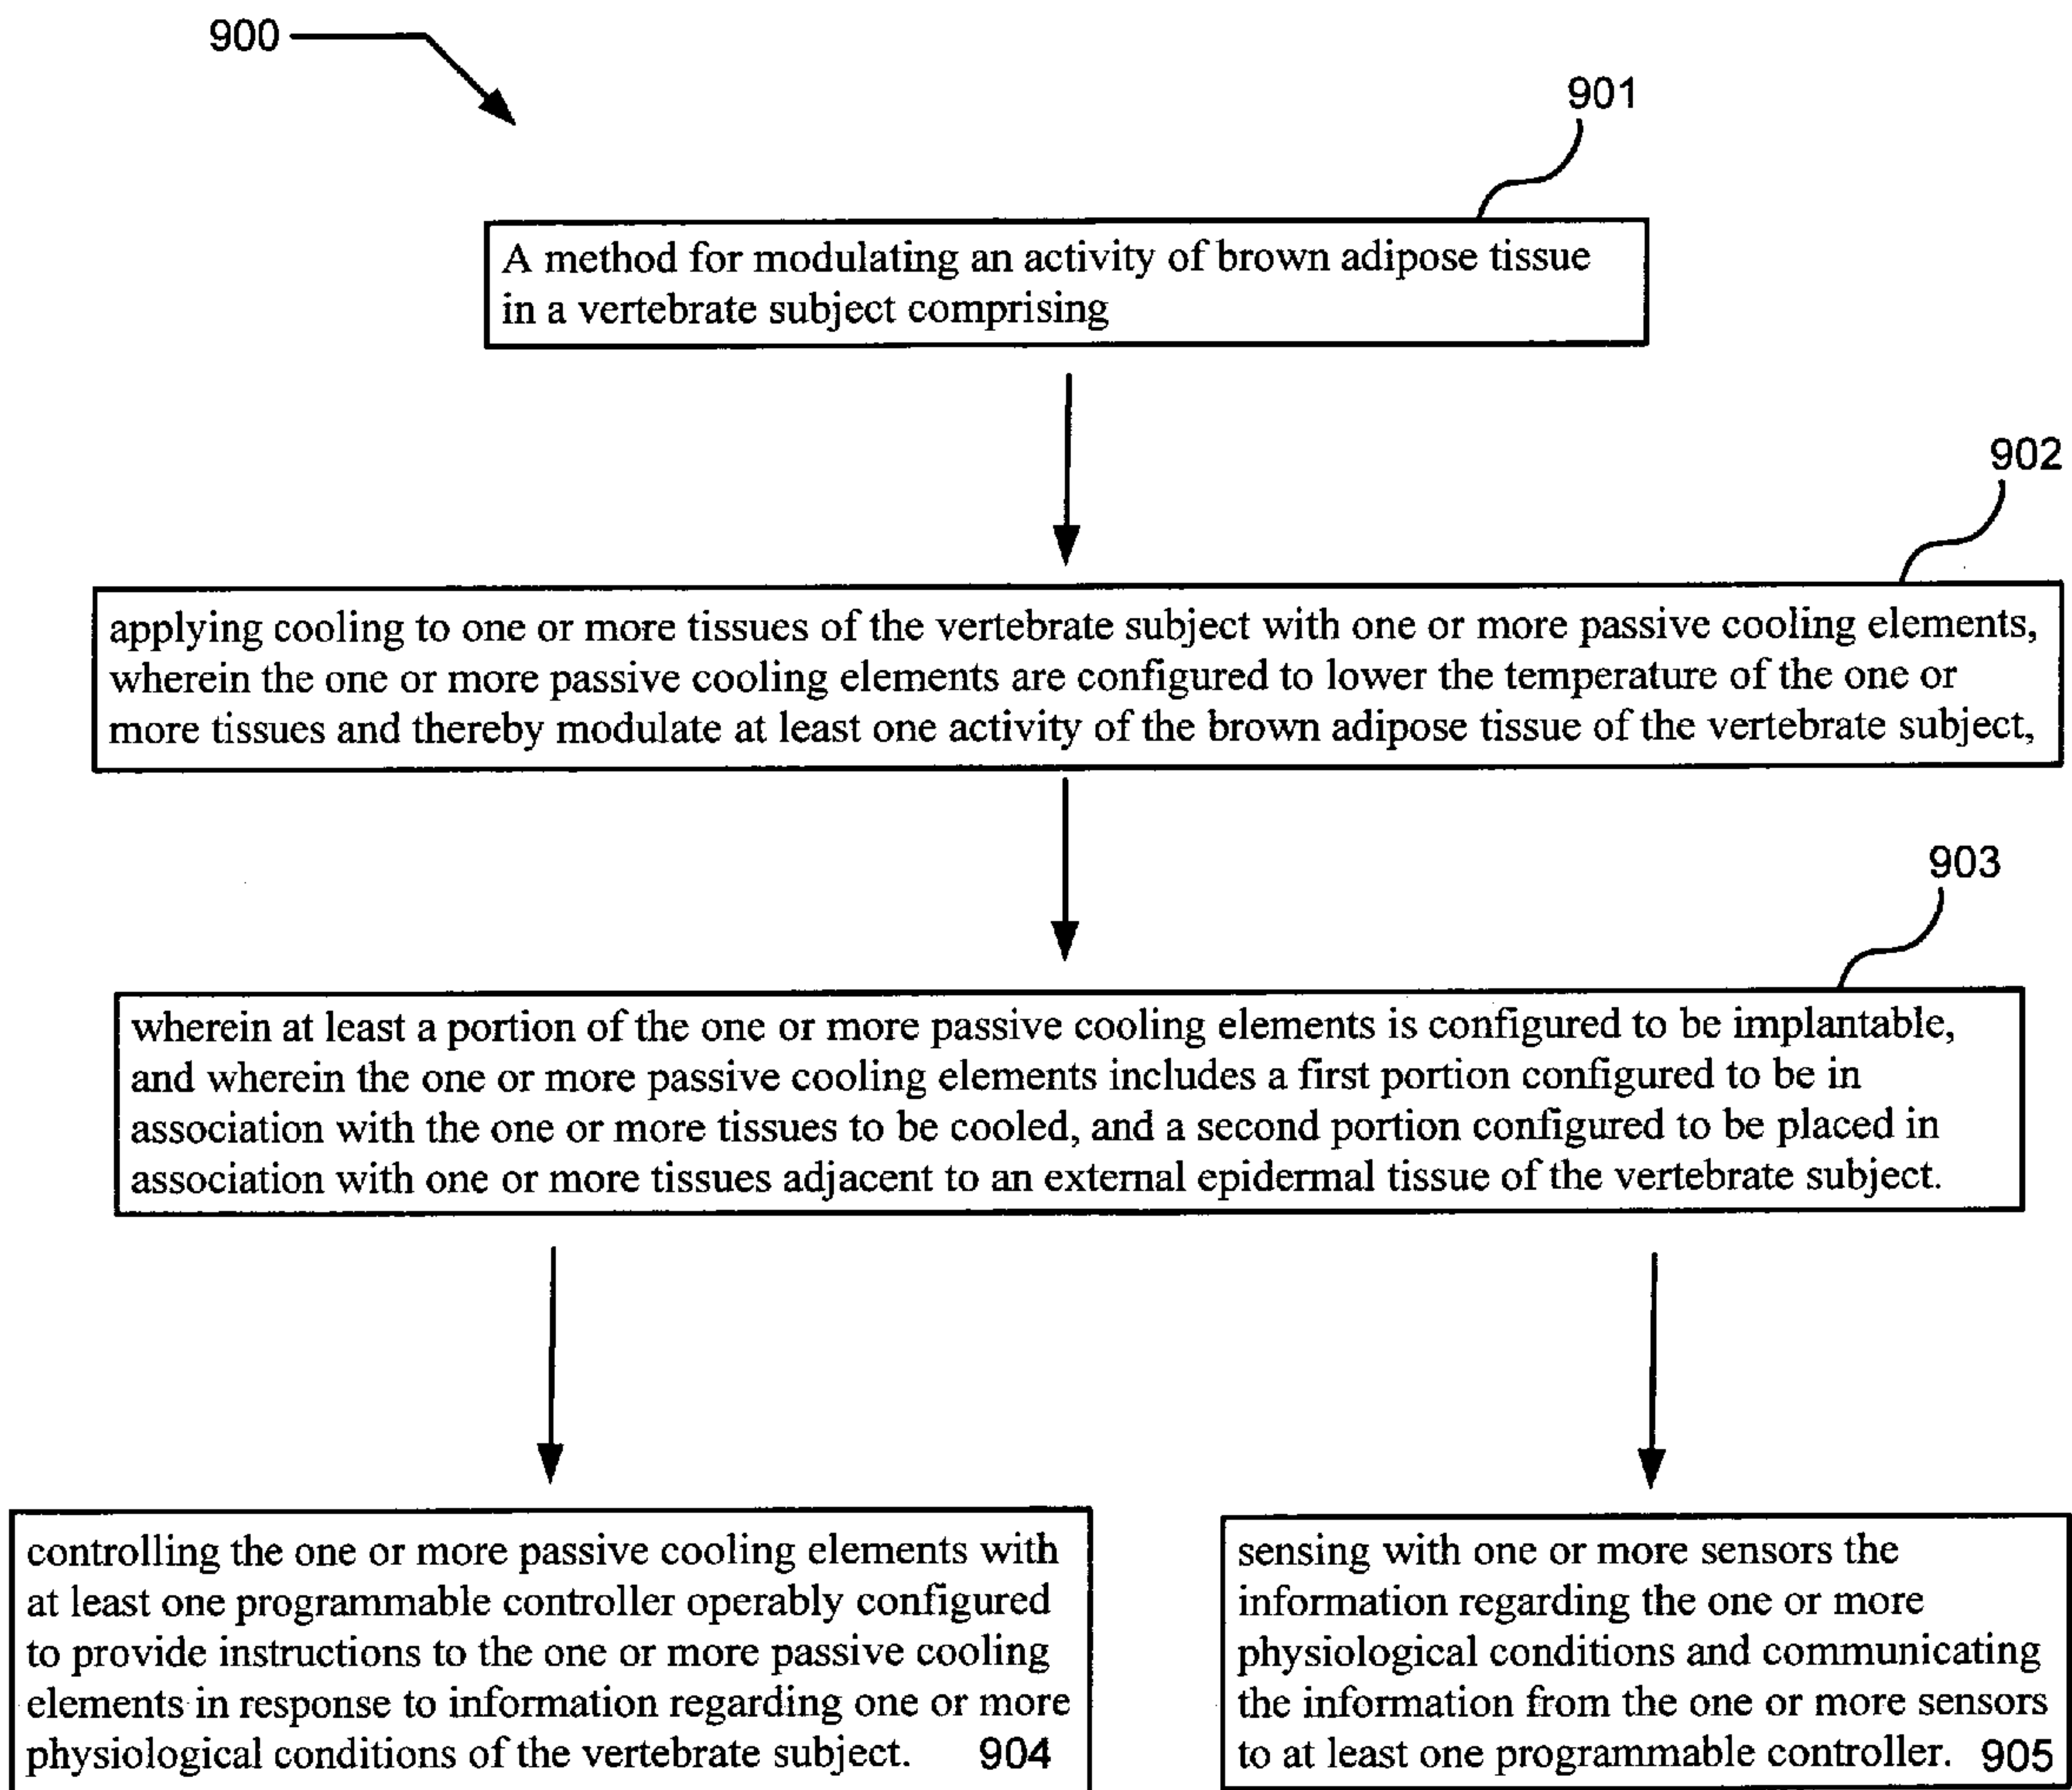 900
901
A method for modulating an activity of brown adipose tissue
in a vertebrate subject comprising
902
applying cooling to one or more tissues of the vertebrate subject with one or more passive cooling elements,
wherein the one or more passive cooling elements are configured to lower the temperature of the one or
more tissues and thereby modulate at least one activity of the brown adipose tissue of the vertebrate subject,
903
wherein at least a portion of the one or more passive cooling elements is configured to be implantable,
and wherein the one or more passive cooling elements includes a first portion configured to be in
association with the one or more tissues to be cooled, and a second portion configured to be placed in
association with one or more tissues adjacent to an external epidermal tissue of the vertebrate subject.
controlling the one or more passive cooling elements with
at least one programmable controller operably configured
to provide instructions to the one or more passive cooling
elements in response to information regarding one or more
physiological conditions of the vertebrate subject. 904
sensing with one or more sensors the
information regarding the one or more
physiological conditions and communicating
the information from the one or more sensors
to at least one programmable controller. 905